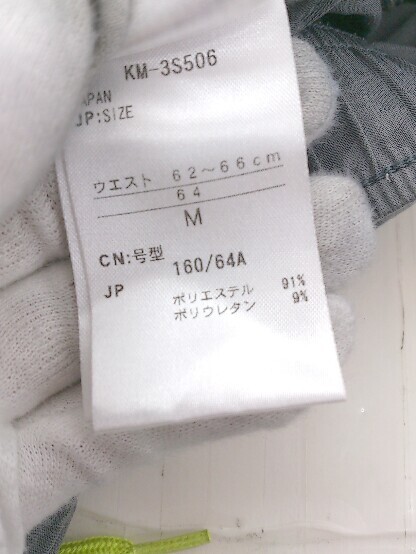 KM-3S506
JP:SIZE
ウエスト 62～66cm
64
M
CN:号型 160/64A
JP ポリエステル 91%
ポリウレタン 9%